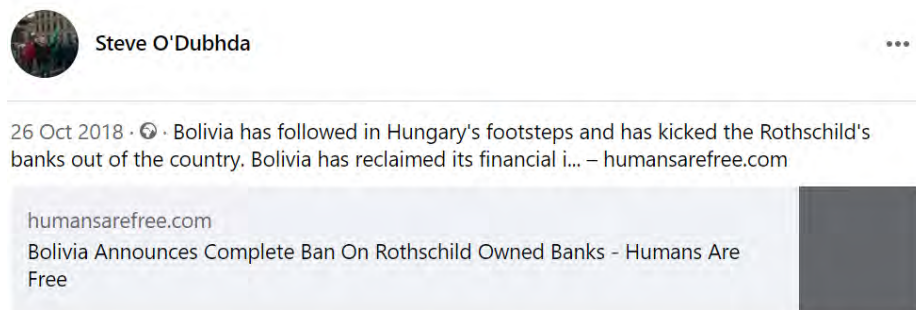 Steve O'Dubhda
26 Oct 2018 · · Bolivia has followed in Hungary's footsteps and has kicked the Rothschild's
banks out of the country. Bolivia has reclaimed its financial i... – humansarefree.com
humansarefree.com
Bolivia Announces Complete Ban On Rothschild Owned Banks - Humans Are
Free